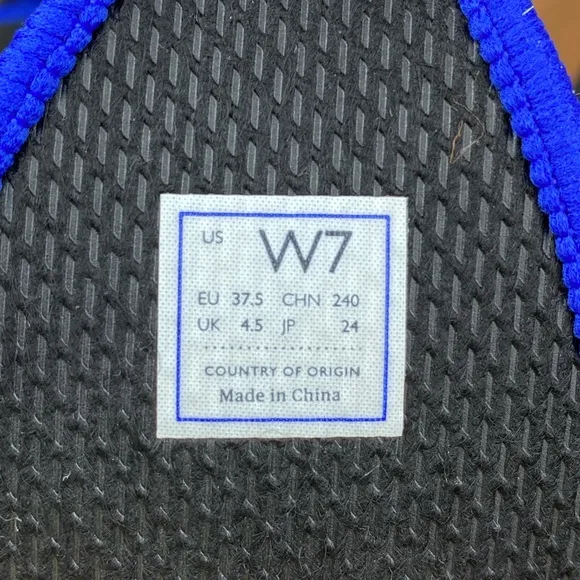 US W7
EU 37.5 CHN 240
UK 4.5 JP 24
COUNTRY OF ORIGIN
Made in China